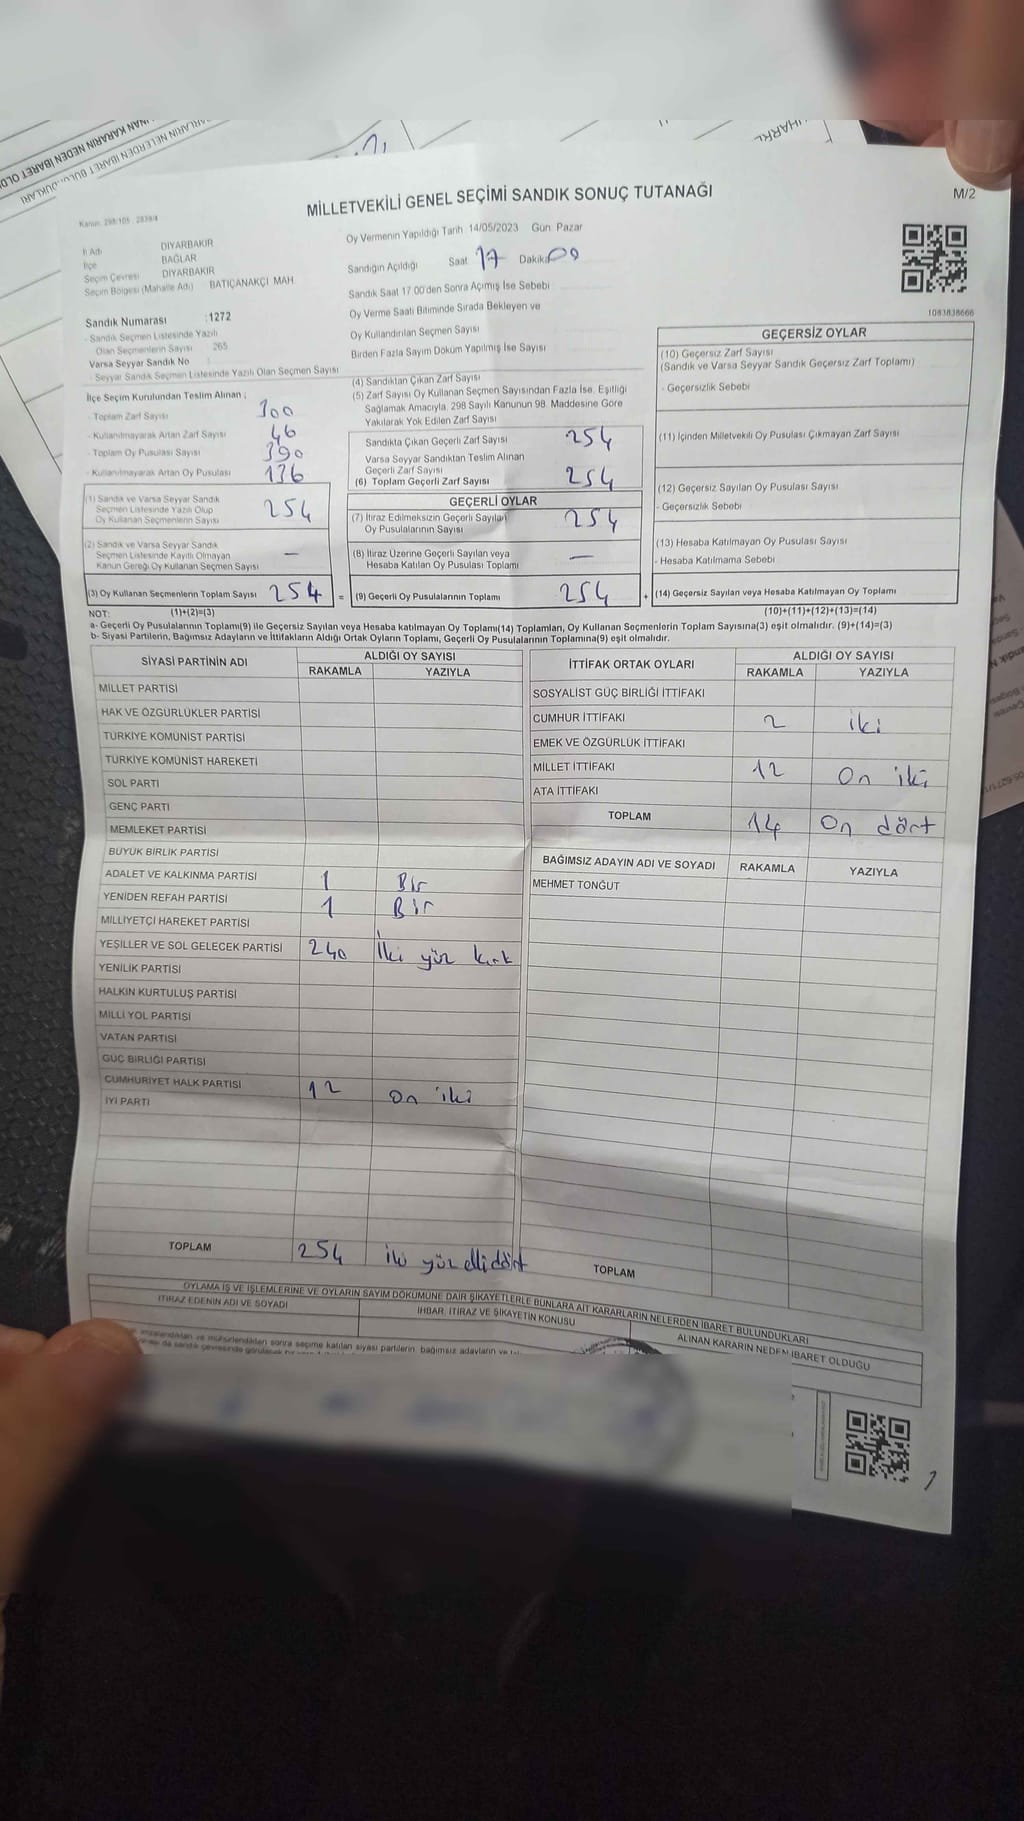 MİLLETVEKİLİ GENEL SEÇİMİ SANDIK SONUÇ TUTANAĞI
M/2
Kanun: 298/105 , 2839/4
İl Adı DİYARBAKIR
İlçe BAĞLAR
Seçim Çevresi DİYARBAKIR
Seçim Bölgesi (Mahalle Adı) BATIÇANAKÇI MAH.
Sandık Numarası :1272
- Sandık Seçmen Listesinde Yazılı
Olan Seçmenlerin Sayısı 265
Varsa Seyyar Sandık No :
- Seyyar Sandık Seçmen Listesinde Yazılı Olan Seçmen Sayısı
İlçe Seçim Kurulundan Teslim Alınan ;
- Toplam Zarf Sayısı 300
- Kullanılmayarak Artan Zarf Sayısı 46
- Toplam Oy Pusulası Sayısı 390
- Kullanılmayarak Artan Oy Pusulası 136
(1) Sandık ve Varsa Seyyar Sandık
Seçmen Listesinde Yazılı Olup
Oy Kullanan Seçmenlerin Sayısı 254
(2) Sandık ve Varsa Seyyar Sandık
Seçmen Listesinde Kayıtlı Olmayan
Kanun Gereği Oy Kullanan Seçmen Sayısı —
(3) Oy Kullanan Seçmenlerin Toplam Sayısı 254 =
Oy Vermenin Yapıldığı Tarih 14/05/2023 Gün: Pazar
Sandığın Açıldığı Saat 17 Dakika 00
Sandık Saat 17:00'den Sonra Açımış İse Sebebi
Oy Verme Saati Bitiminde Sırada Bekleyen ve
Oy Kullandırılan Seçmen Sayısı
Birden Fazla Sayım Döküm Yapılmış İse Sayısı
(4) Sandıktan Çıkan Zarf Sayısı
(5) Zarf Sayısı Oy Kullanan Seçmen Sayısından Fazla İse, Eşitliği
Sağlamak Amacıyla, 298 Sayılı Kanunun 98. Maddesine Göre
Yakılarak Yok Edilen Zarf Sayısı
Sandıkta Çıkan Geçerli Zarf Sayısı 254
Varsa Seyyar Sandıktan Teslim Alınan
Geçerli Zarf Sayısı
(6) Toplam Geçerli Zarf Sayısı 254
GEÇERLİ OYLAR
(7) İtiraz Edilmeksizin Geçerli Sayılan
Oy Pusulalarının Sayısı 254
(8) İtiraz Üzerine Geçerli Sayılan veya
Hesaba Katılan Oy Pusulası Toplamı —
(9) Geçerli Oy Pusulalarının Toplamı 254 +
1083838666
GEÇERSİZ OYLAR
(10) Geçersiz Zarf Sayısı
(Sandık ve Varsa Seyyar Sandık Geçersiz Zarf Toplamı)
- Geçersizlik Sebebi
(11) İçinden Milletvekili Oy Pusulası Çıkmayan Zarf Sayısı
(12) Geçersiz Sayılan Oy Pusulası Sayısı
- Geçersizlik Sebebi
(13) Hesaba Katılmayan Oy Pusulası Sayısı
- Hesaba Katılmama Sebebi
(14) Geçersiz Sayılan veya Hesaba Katılmayan Oy Toplamı
NOT: (1)+(2)=(3) (10)+(11)+(12)+(13)=(14)
a- Geçerli Oy Pusulalarının Toplamı(9) ile Geçersiz Sayılan veya Hesaba katılmayan Oy Toplamı(14) Toplamları, Oy Kullanan Seçmenlerin Toplam Sayısına(3) eşit olmalıdır. (9)+(14)=(3)
b- Siyasi Partilerin, Bağımsız Adayların ve İttifakların Aldığı Ortak Oyların Toplamı, Geçerli Oy Pusulalarının Toplamına(9) eşit olmalıdır.
SİYASİ PARTİNİN ADI ALDIĞI OY SAYISI
RAKAMLA YAZIYLA
MİLLET PARTİSİ
HAK VE ÖZGÜRLÜKLER PARTİSİ
TÜRKİYE KOMÜNİST PARTİSİ
TÜRKİYE KOMÜNİST HAREKETİ
SOL PARTİ
GENÇ PARTİ
MEMLEKET PARTİSİ
BÜYÜK BİRLİK PARTİSİ
ADALET VE KALKINMA PARTİSİ 1 Bir
YENİDEN REFAH PARTİSİ 1 Bir
MİLLİYETÇİ HAREKET PARTİSİ
YEŞİLLER VE SOL GELECEK PARTİSİ 240 İki yüz kırk
YENİLİK PARTİSİ
HALKIN KURTULUŞ PARTİSİ
MİLLİ YOL PARTİSİ
VATAN PARTİSİ
GÜÇ BİRLİĞİ PARTİSİ
CUMHURİYET HALK PARTİSİ 12 on iki
İYİ PARTİ
TOPLAM 254 iki yüz elli dört
İTTİFAK ORTAK OYLARI ALDIĞI OY SAYISI
RAKAMLA YAZIYLA
SOSYALİST GÜÇ BİRLİĞİ İTTİFAKI
CUMHUR İTTİFAKI 2 iki
EMEK VE ÖZGÜRLÜK İTTİFAKI
MİLLET İTTİFAKI 12 On iki
ATA İTTİFAKI
TOPLAM 14 On dört
BAĞIMSIZ ADAYIN ADI VE SOYADI RAKAMLA YAZIYLA
MEHMET TONĞUT
TOPLAM
OYLAMA İŞ VE İŞLEMLERİNE VE OYLARIN SAYIM DÖKÜMÜNE DAİR ŞİKAYETLERLE BUNLARA AİT KARARLARIN NELERDEN İBARET BULUNDUKLARI
İTİRAZ EDENİN ADI VE SOYADI
İHBAR, İTİRAZ VE ŞİKAYETİN KONUSU
ALINAN KARARIN NEDEN İBARET OLDUĞU
imzalandıktan ve mühürlendikten sonra seçime katılan siyasi partilerin, bağımsız adayların ve